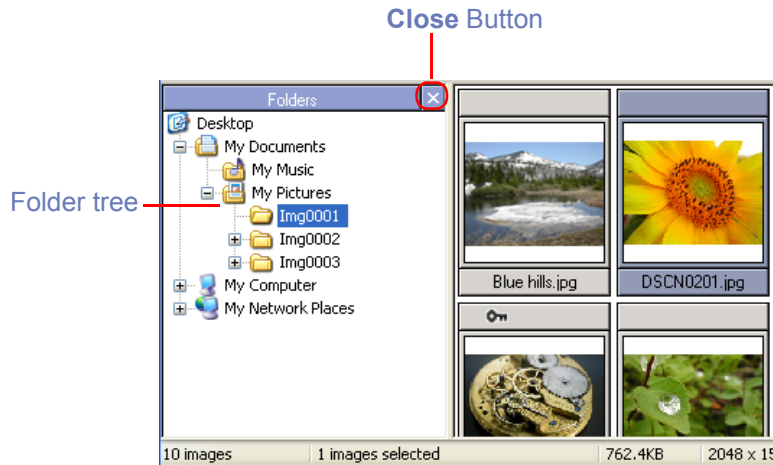 Close Button
Folders
Desktop
My Documents
My Music
Folder tree
My Pictures
Img0001
Img0002
Img0003
My Computer
My Network Places
Blue hills.jpg
DSCN0201.jpg
10 images
1 images selected
762.4KB
2048 x